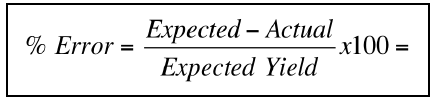 % Error = Expected – Actual / Expected Yield x100 =